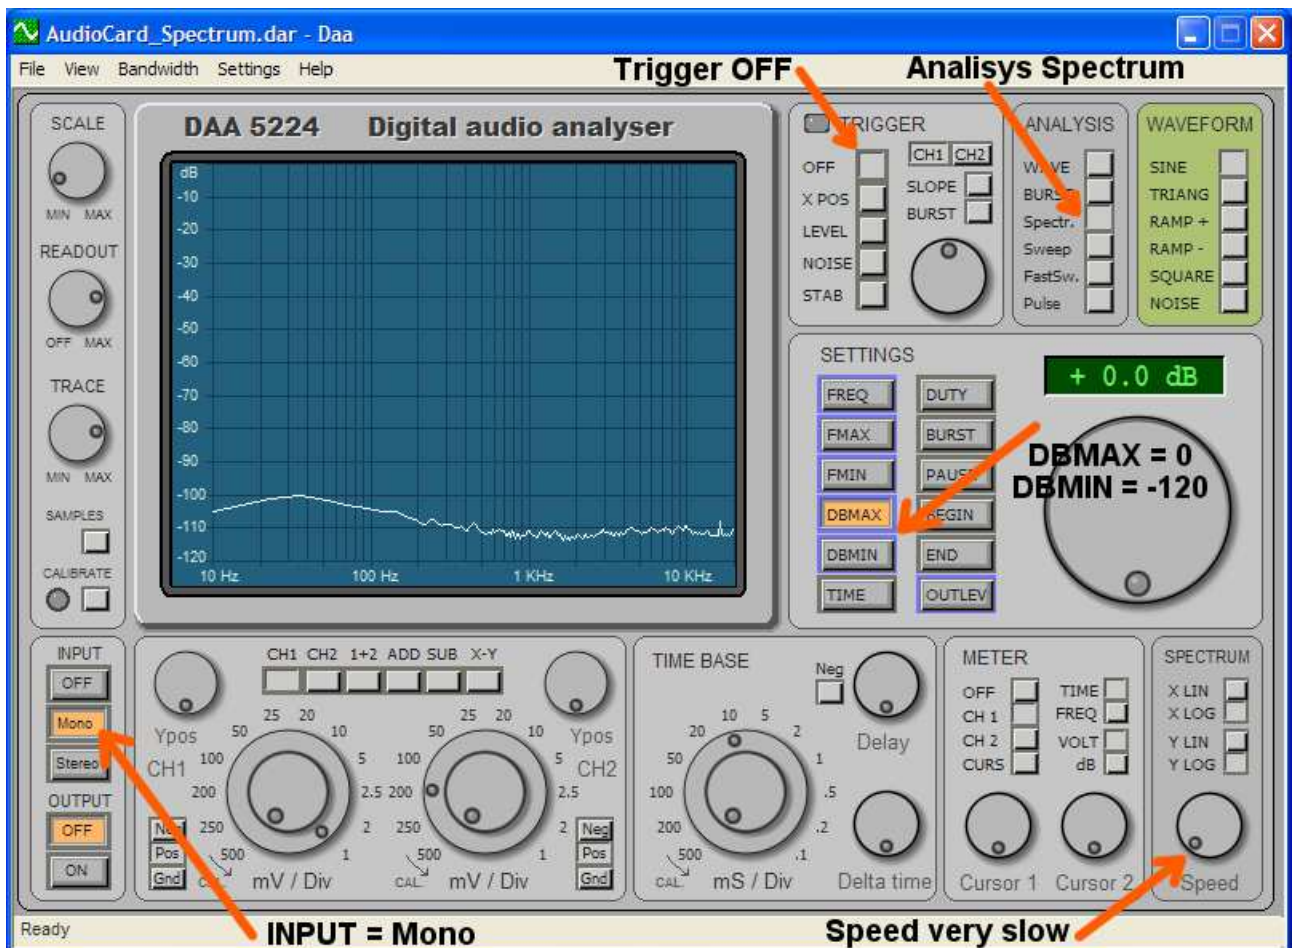 AudioCard_Spectrum.dar - Daa
File View Bandwidth Settings Help
Trigger OFF
Analisys Spectrum
SCALE
MIN MAX
READOUT
OFF MAX
TRACE
MIN MAX
SAMPLES
CALIBRATE
DAA 5224 Digital audio analyser
dB
-10
-20
-30
-40
-50
-60
-70
-80
-90
-100
-110
-120
10 Hz 100 Hz 1 KHz 10 KHz
TRIGGER
OFF
X POS
LEVEL
NOISE
STAB
CH1 CH2
SLOPE
BURST
ANALYSIS
WAVE
BURST
Spectr.
Sweep
FastSw.
Pulse
WAVEFORM
SINE
TRIANG
RAMP +
RAMP -
SQUARE
NOISE
SETTINGS
+ 0.0 dB
FREQ DUTY
FMAX BURST
FMIN PAUSE
DBMAX BEGIN
DBMIN END
TIME OUTLEV
DBMAX = 0
DBMIN = -120
INPUT
OFF
Mono
Stereo
OUTPUT
OFF
ON
CH1 CH2 1+2 ADD SUB X-Y
Ypos
CH1
500 250 200 100 50 25 20 10 5 2.5 2 1
Neg
Pos
Gnd
CAL. mV / Div
Ypos
CH2
500 250 200 100 50 25 20 10 5 2.5 2 1
Neg
Pos
Gnd
CAL. mV / Div
TIME BASE
Neg
Delay
500 200 100 50 20 10 5 2 1 .5 .2 .1
CAL. mS / Div
Delta time
METER
OFF TIME
CH 1 FREQ
CH 2 VOLT
CURS dB
Cursor 1 Cursor 2
SPECTRUM
X LIN
X LOG
Y LIN
Y LOG
Speed
Ready
INPUT = Mono
Speed very slow